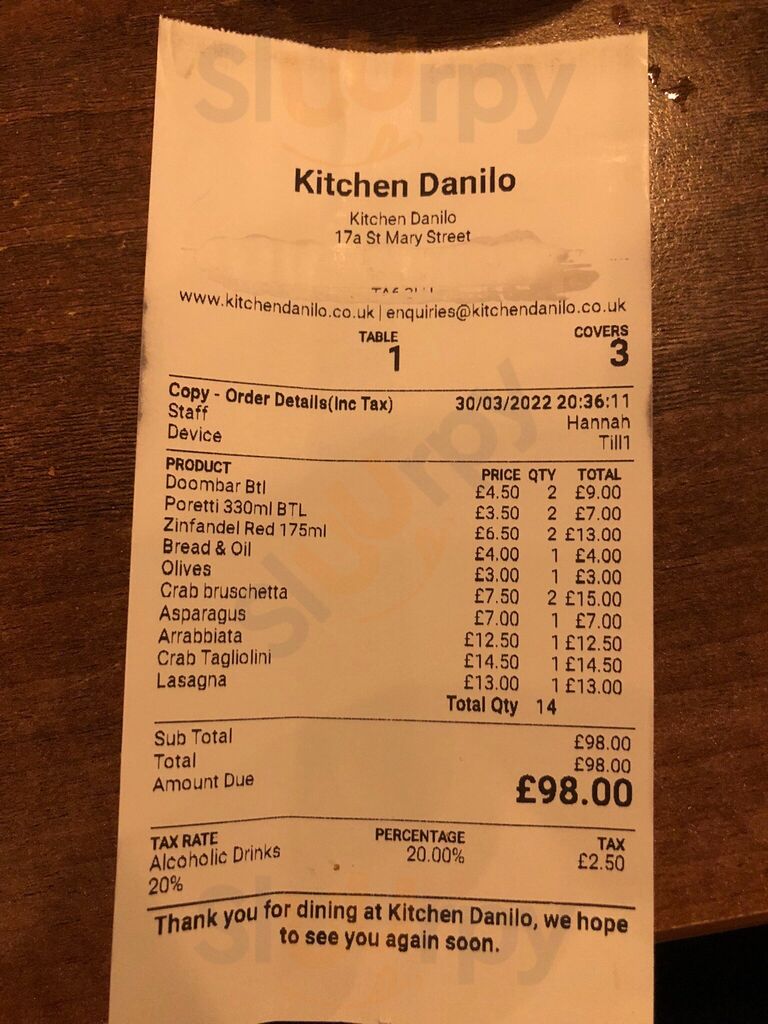 Sluurpy
Kitchen Danilo
Kitchen Danilo
17a St Mary Street
www.kitchendanilo.co.uk | enquiries@kitchendanilo.co.uk
TABLE COVERS
1 3
Copy - Order Details(Inc Tax) 30/03/2022 20:36:11
Staff Hannah
Device Till1
PRODUCT PRICE QTY TOTAL
Doombar Btl £4.50 2 £9.00
Poretti 330ml BTL £3.50 2 £7.00
Zinfandel Red 175ml £6.50 2 £13.00
Bread & Oil £4.00 1 £4.00
Olives £3.00 1 £3.00
Crab bruschetta £7.50 2 £15.00
Asparagus £7.00 1 £7.00
Arrabbiata £12.50 1 £12.50
Crab Tagliolini £14.50 1 £14.50
Lasagna £13.00 1 £13.00
Total Qty 14
Sub Total £98.00
Total £98.00
Amount Due £98.00
TAX RATE PERCENTAGE TAX
Alcoholic Drinks 20.00% £2.50
20%
Thank you for dining at Kitchen Danilo, we hope
to see you again soon.
Sluurpy
Sluurpy